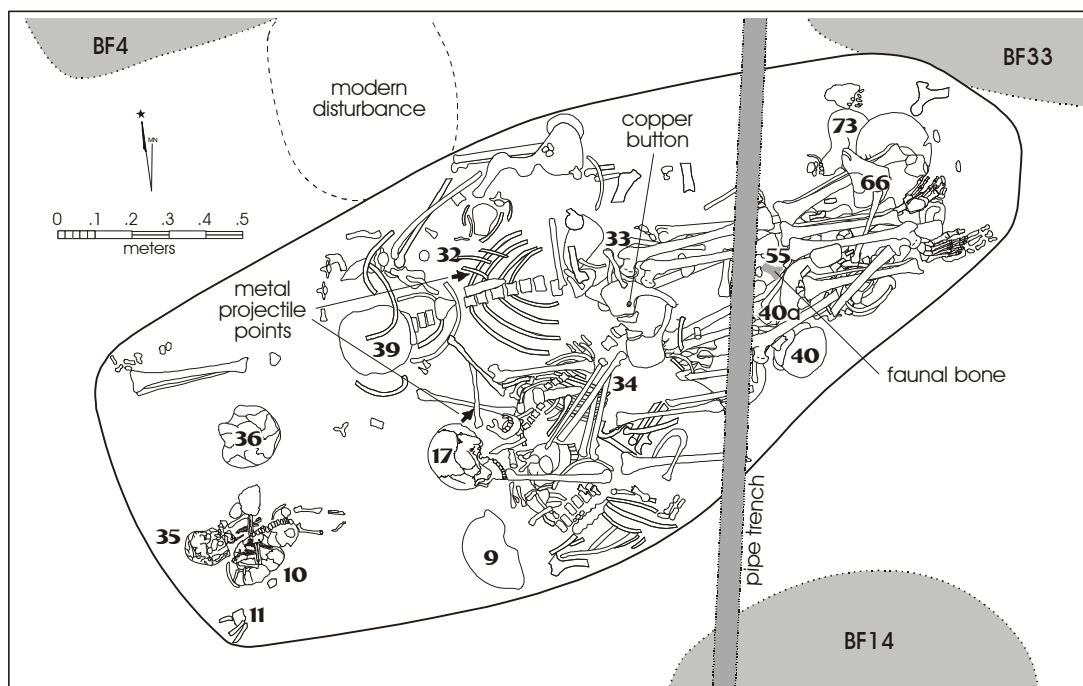 BF4
BF33
modern
disturbance
copper
button
73
MN
66
0 .1 .2 .3 .4 .5
meters
33
32
55
metal
projectile
points
40a
39
40
faunal bone
34
36
17
pipe trench
35
9
10
11
BF14